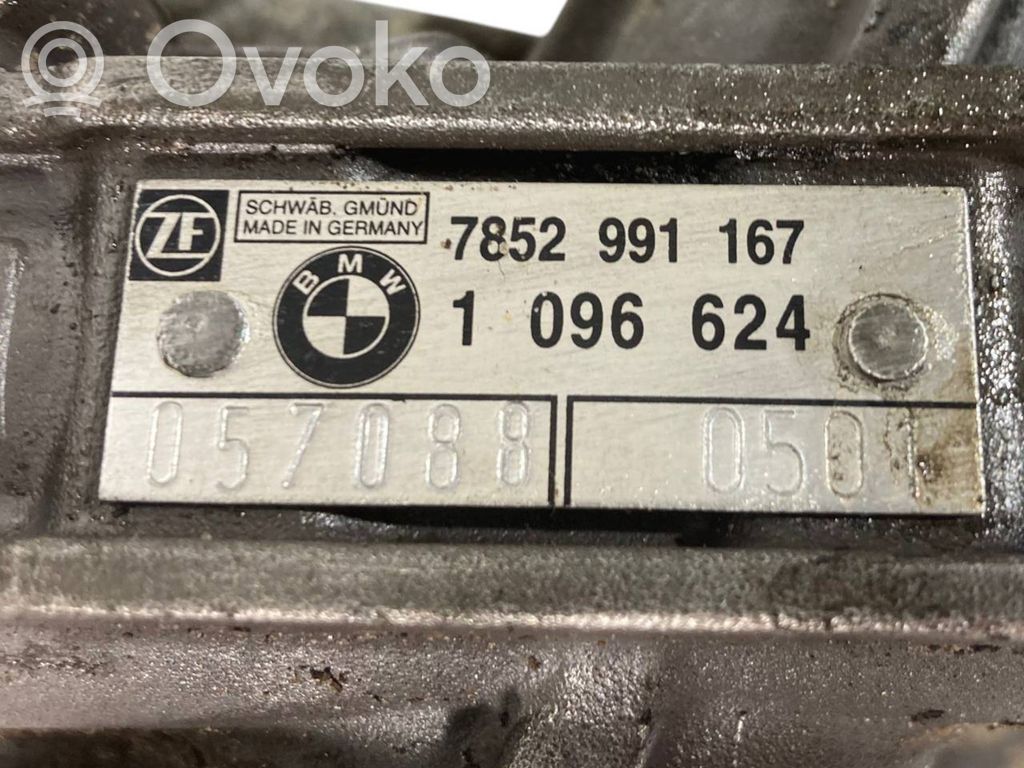 Ovoko
ZF
SCHWÄB. GMÜND
MADE IN GERMANY
7852 991 167
BMW
1 096 624
057088 0501